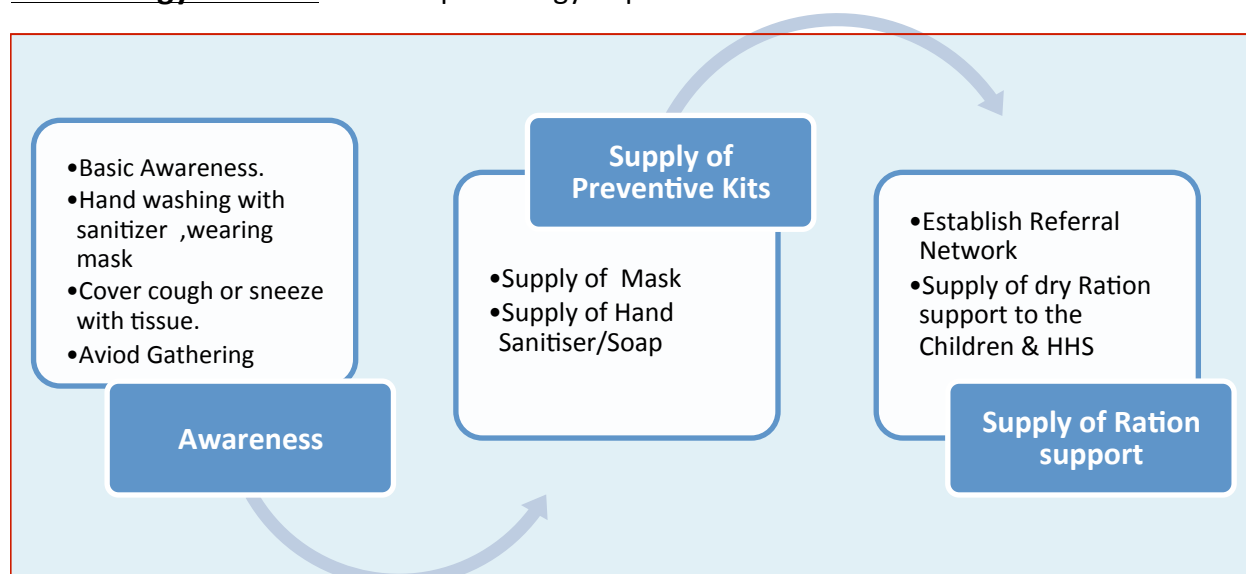 •Basic Awareness.
•Hand washing with
sanitizer ,wearing
mask
•Cover cough or sneeze
with tissue.
•Aviod Gathering
Awareness
Supply of
Preventive Kits
•Supply of Mask
•Supply of Hand
Sanitiser/Soap
•Establish Referral
Network
•Supply of dry Ration
support to the
Children & HHS
Supply of Ration
support